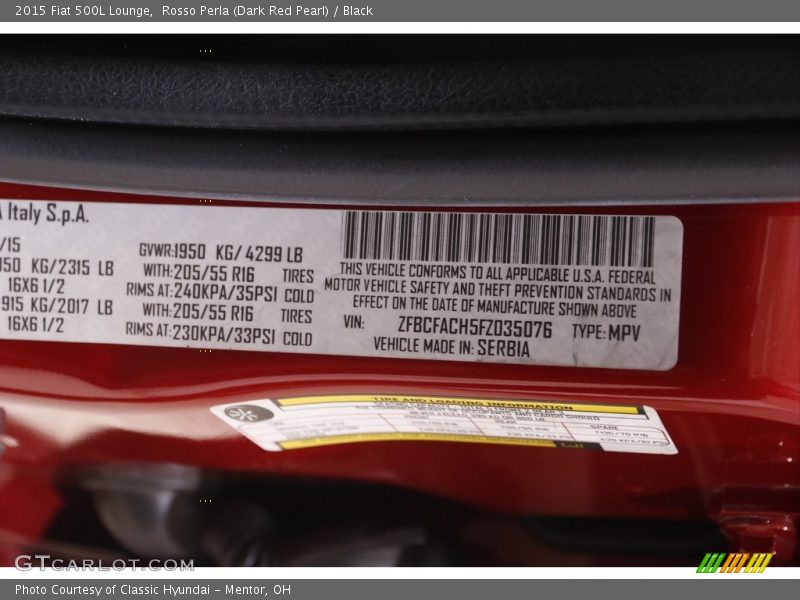 2015 Fiat 500L Lounge, Rosso Perla (Dark Red Pearl) / Black
Italy S.p.A.
/15
GVWR:1950 KG/ 4299 LB
KG/2315 LB WITH:205/55 R16 TIRES
16X6 1/2 RIMS AT:240KPA/35PSI COLD
915 KG/2017 LB WITH:205/55 R16 TIRES
16X6 1/2 RIMS AT:230KPA/33PSI COLD
THIS VEHICLE CONFORMS TO ALL APPLICABLE U.S.A. FEDERAL
MOTOR VEHICLE SAFETY AND THEFT PREVENTION STANDARDS IN
EFFECT ON THE DATE OF MANUFACTURE SHOWN ABOVE
VIN: ZFBCFACH5FZ035076 TYPE:MPV
VEHICLE MADE IN: SERBIA
TIRE AND LOADING INFORMATION
REAR SPARE
GTCARLOT.COM
Photo Courtesy of Classic Hyundai - Mentor, OH